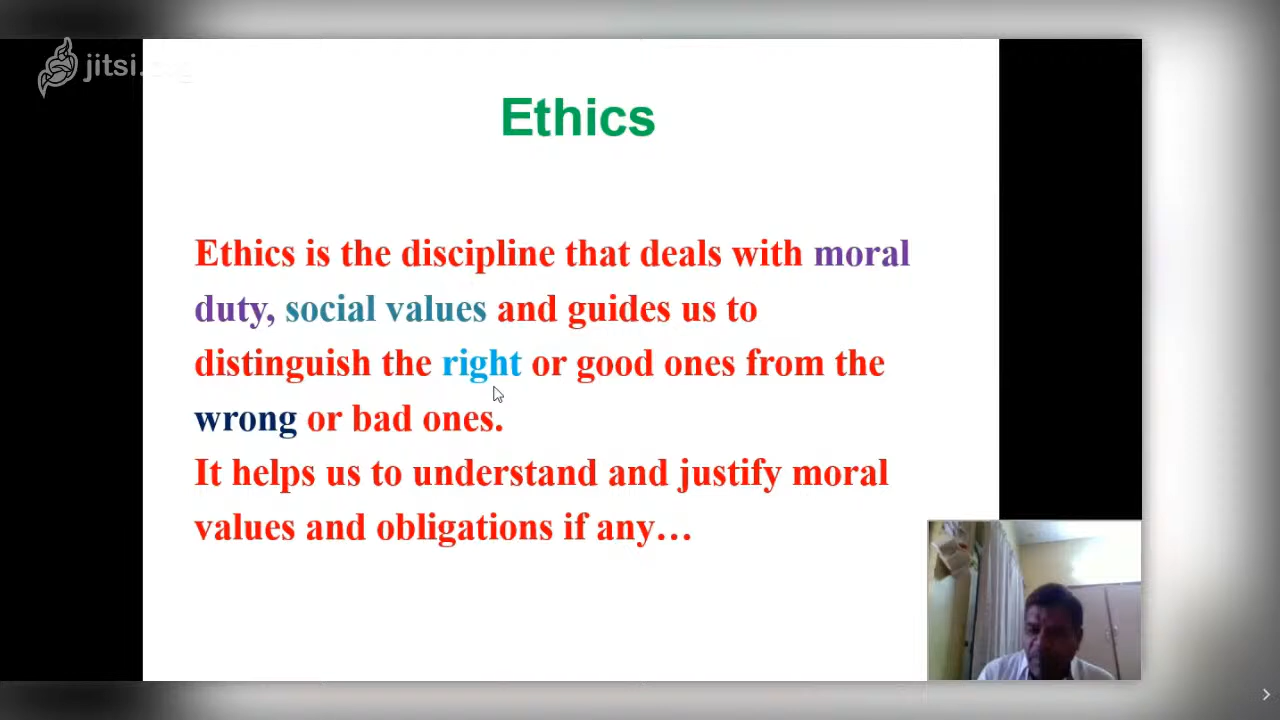 jitsi.org
Ethics
Ethics is the discipline that deals with moral
duty, social values and guides us to
distinguish the right or good ones from the
wrong or bad ones.
It helps us to understand and justify moral
values and obligations if any…